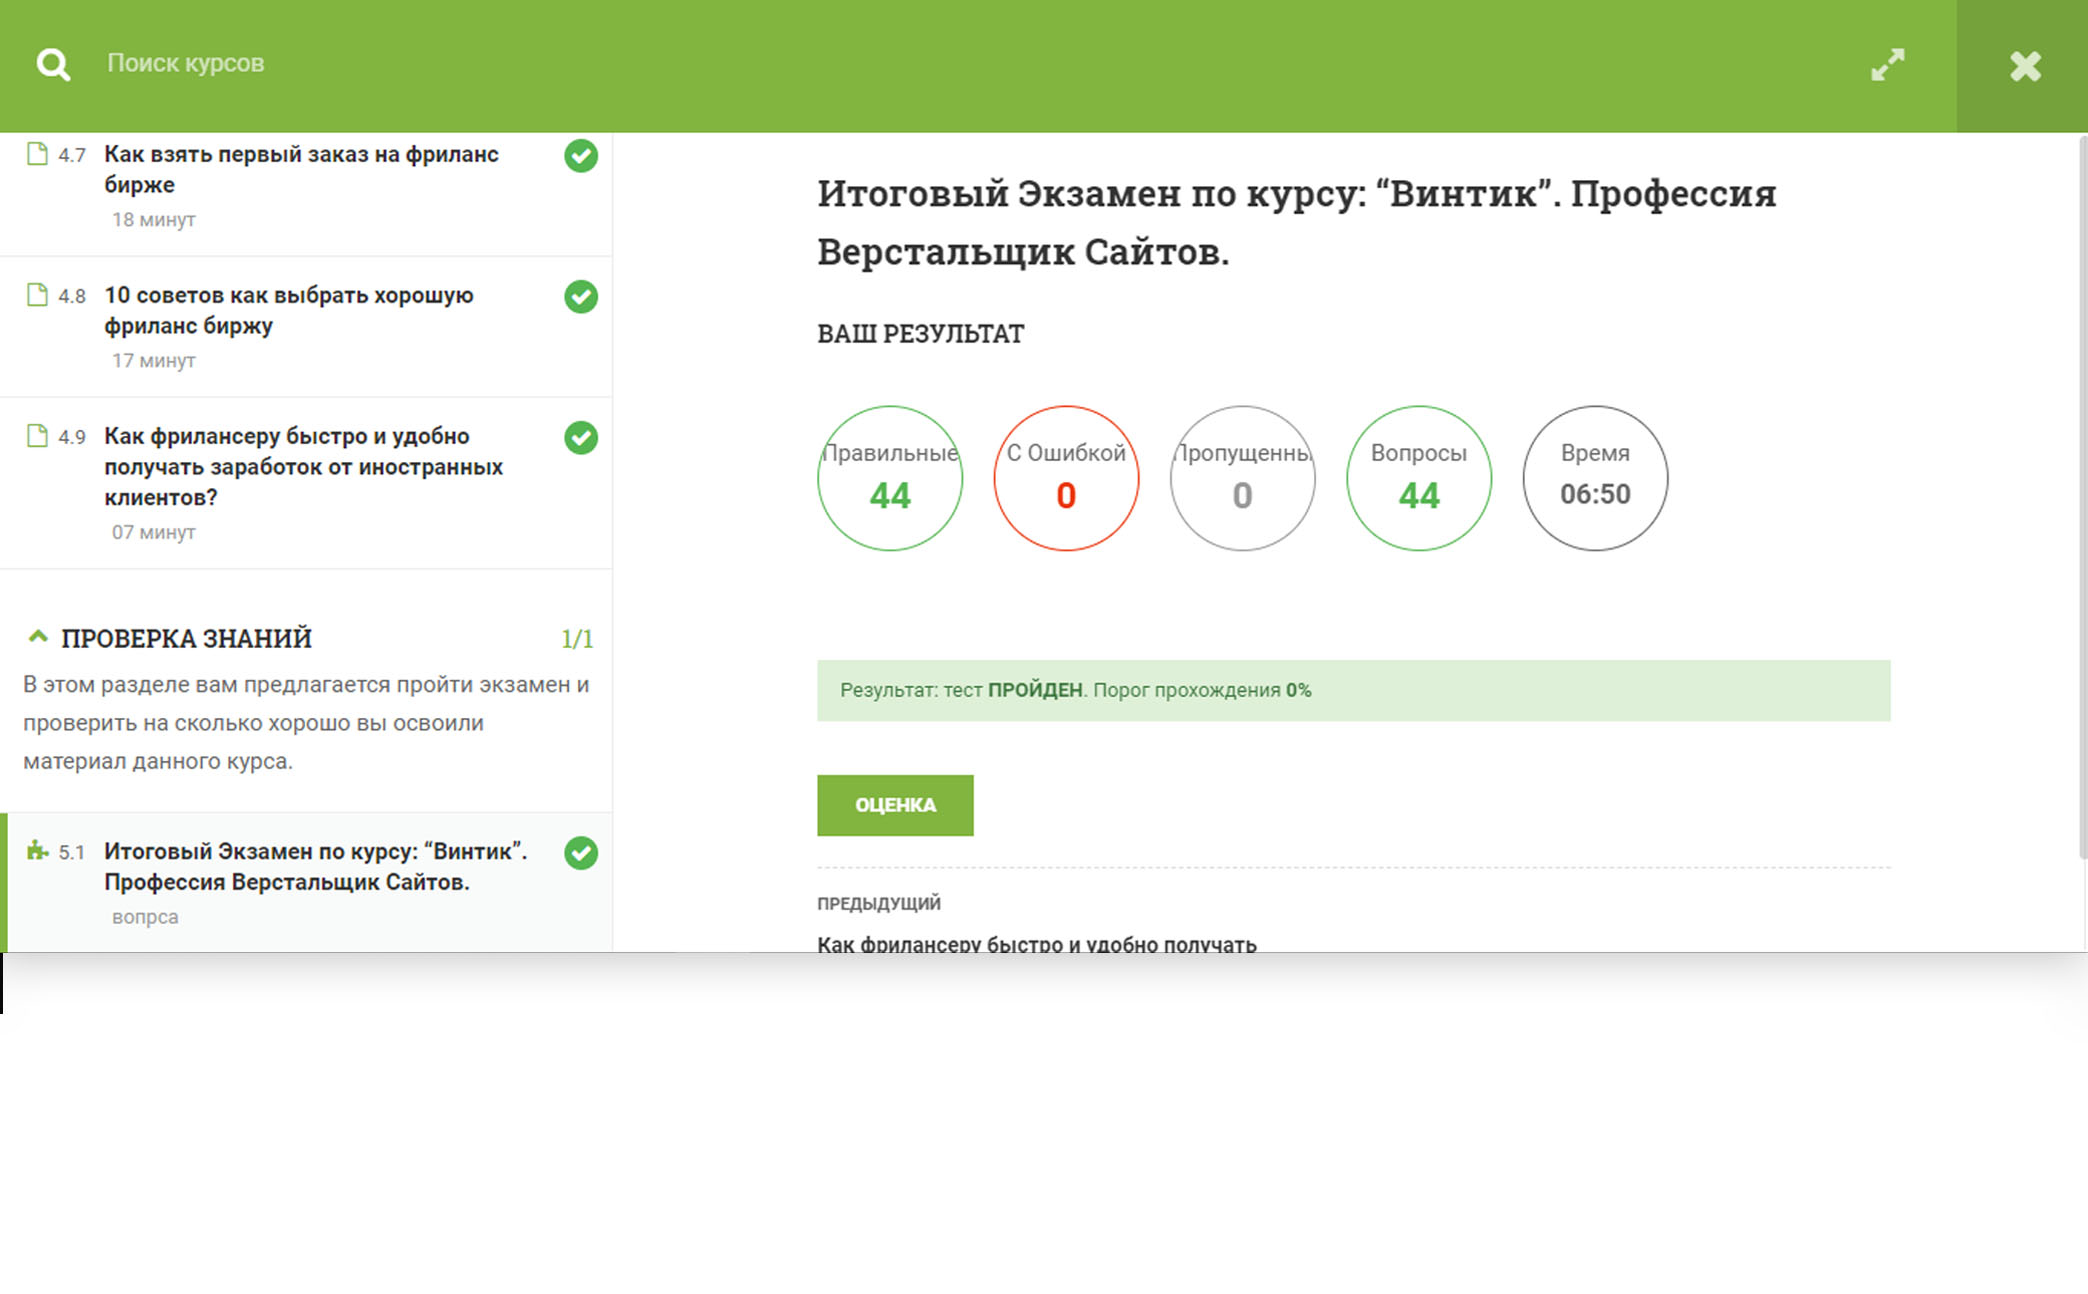 Поиск курсов
4.7 Как взять первый заказ на фриланс
бирже
18 минут
4.8 10 советов как выбрать хорошую
фриланс биржу
17 минут
4.9 Как фрилансеру быстро и удобно
получать заработок от иностранных
клиентов?
07 минут
ПРОВЕРКА ЗНАНИЙ 1/1
В этом разделе вам предлагается пройти экзамен и
проверить на сколько хорошо вы освоили
материал данного курса.
5.1 Итоговый Экзамен по курсу: “Винтик”.
Профессия Верстальщик Сайтов.
вопрса
Итоговый Экзамен по курсу: “Винтик”. Профессия
Верстальщик Сайтов.
ВАШ РЕЗУЛЬТАТ
Правильные
44
С Ошибкой
0
Пропущенны
0
Вопросы
44
Время
06:50
Результат: тест ПРОЙДЕН. Порог прохождения 0%
ОЦЕНКА
ПРЕДЫДУЩИЙ
Как фрилансеру быстро и удобно получать